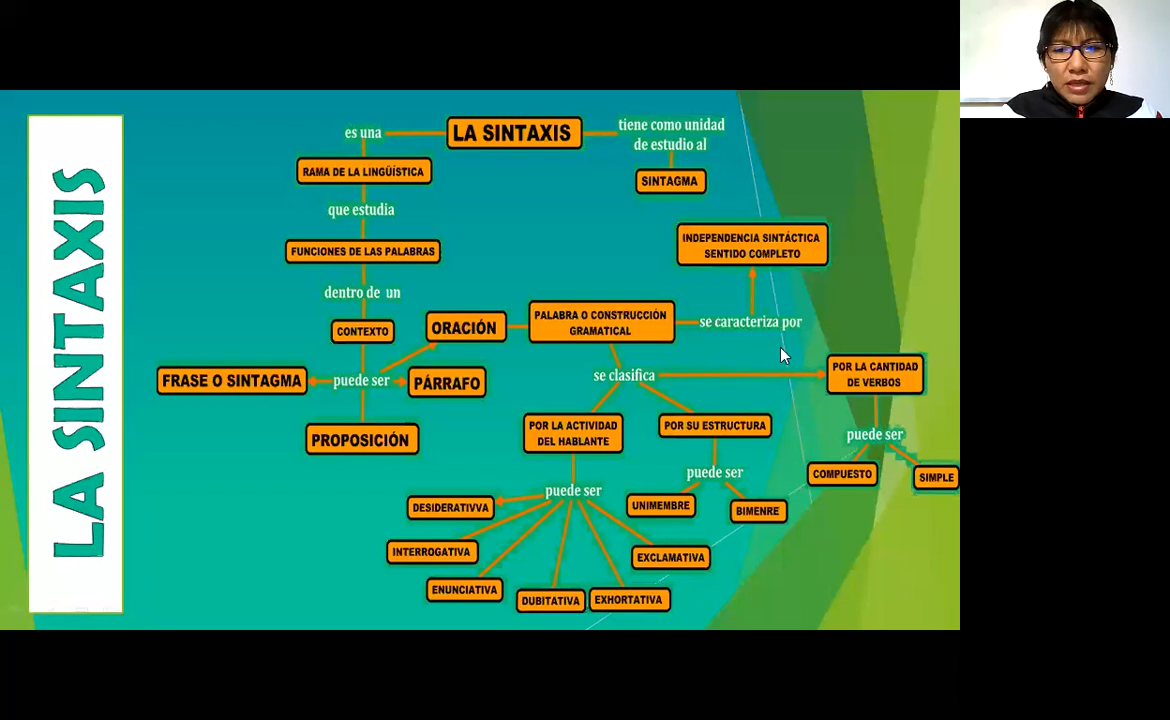 LA SINTAXIS
LA SINTAXIS
es una
tiene como unidad
de estudio al
RAMA DE LA LINGÜÍSTICA
SINTAGMA
que estudia
FUNCIONES DE LAS PALABRAS
INDEPENDENCIA SINTÁCTICA
SENTIDO COMPLETO
dentro de un
CONTEXTO
ORACIÓN
PALABRA O CONSTRUCCIÓN
GRAMATICAL
se caracteriza por
FRASE O SINTAGMA
puede ser
PÁRRAFO
PROPOSICIÓN
se clasifica
POR LA CANTIDAD
DE VERBOS
POR LA ACTIVIDAD
DEL HABLANTE
POR SU ESTRUCTURA
puede ser
COMPUESTO
SIMPLE
puede ser
UNIMEMBRE
BIMENRE
puede ser
DESIDERATIVVA
INTERROGATIVA
ENUNCIATIVA
DUBITATIVA
EXHORTATIVA
EXCLAMATIVA